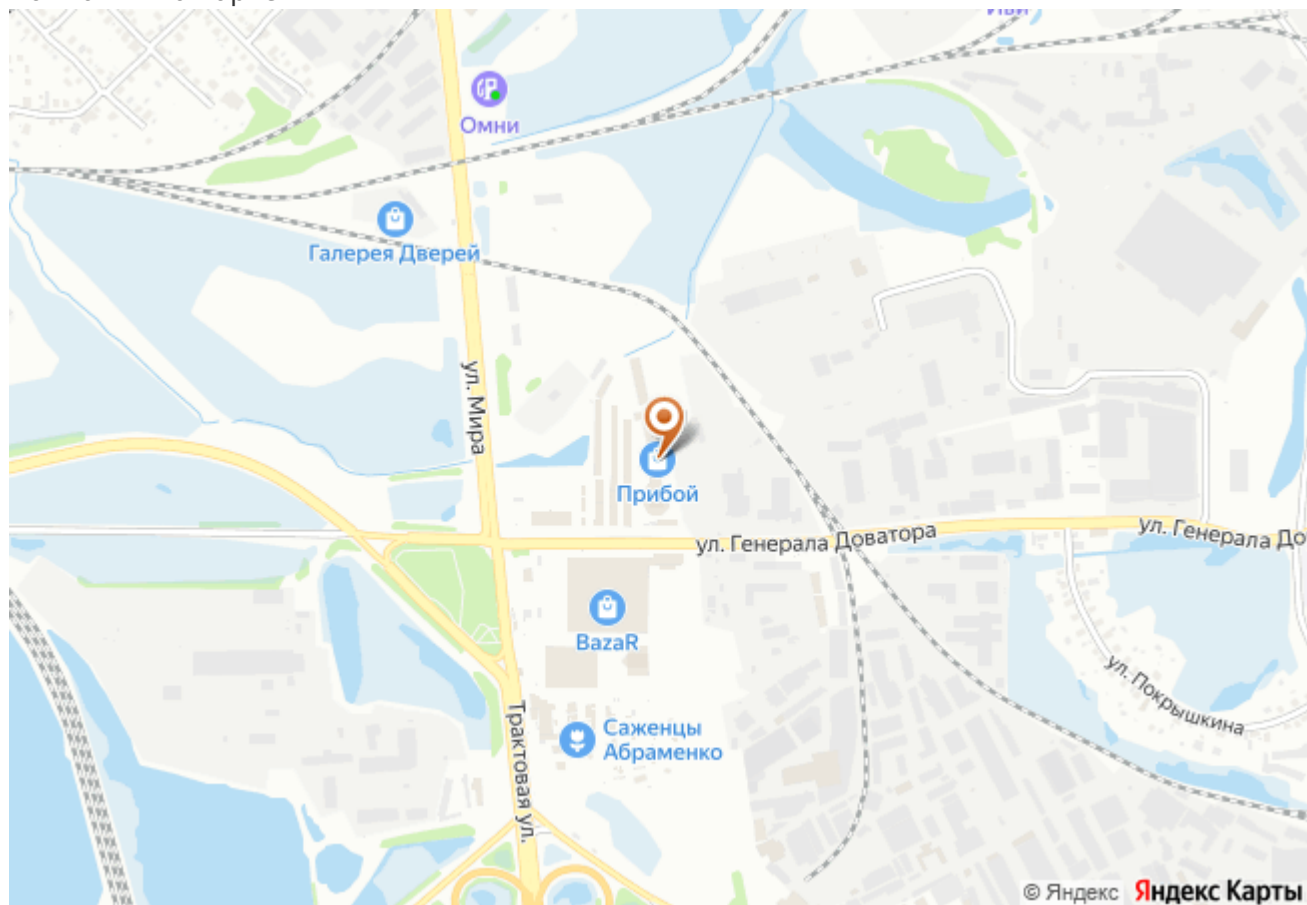 Омни
Галерея Дверей
ул. Мира
Прибой
ул. Генерала Доватора
ул. Генерала До
BazaR
ул. Покрышкина
Трактовая ул.
Саженцы
Абраменко
© Яндекс Яндекс Карты